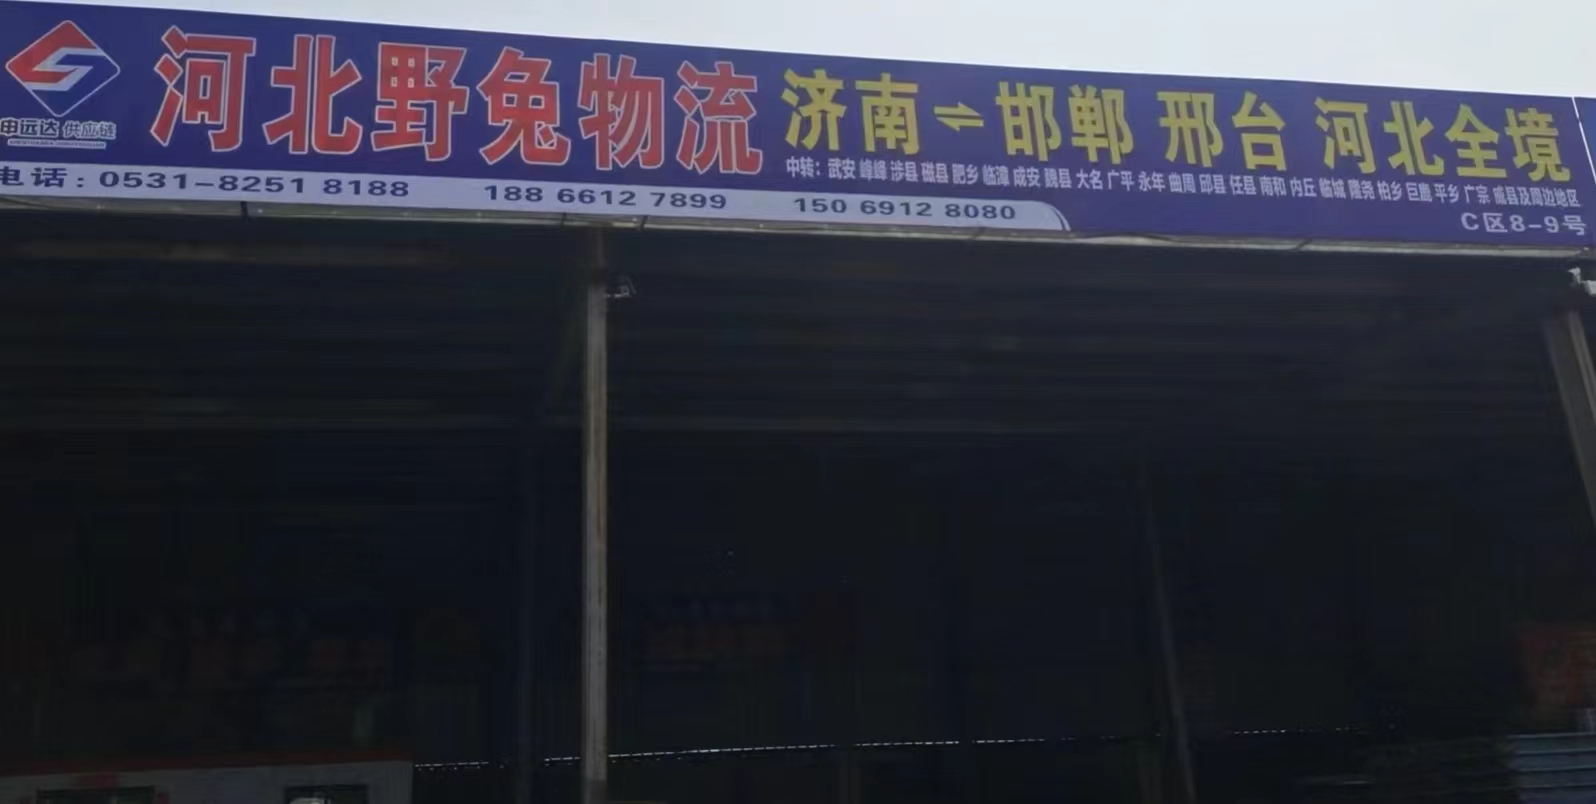 申远达 供应链
河北野兔物流
济南⇌邯郸 邢台 河北全境
中转：武安 峰峰 涉县 磁县 肥乡 临漳 成安 魏县 大名 广平 永年 曲周 邱县 任县 南和 内丘 临城 隆尧 柏乡 巨鹿 平乡 广宗 威县及周边地区
电话：0531-8251 8188 188 6612 7899 150 6912 8080
C区8-9号